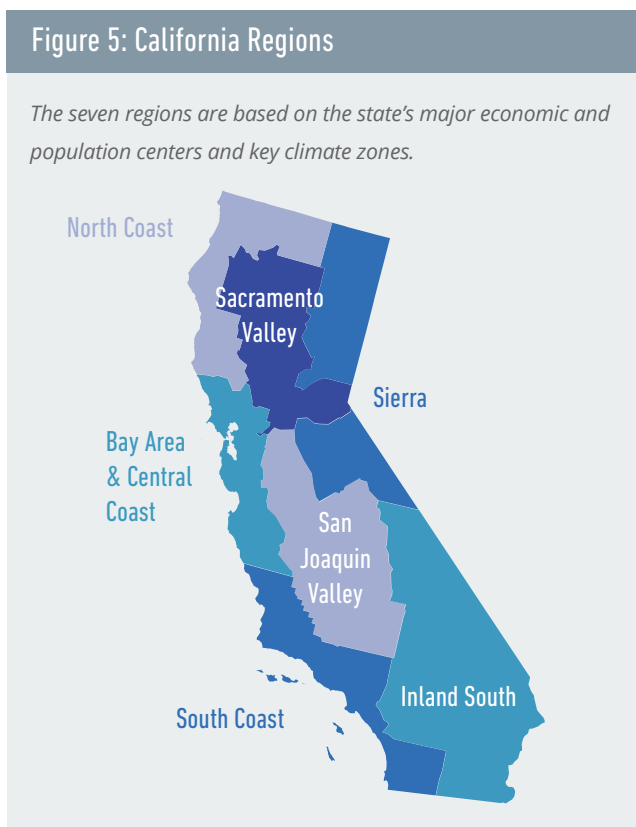 Figure 5: California Regions
The seven regions are based on the state's major economic and
population centers and key climate zones.
North Coast
Sacramento
Valley
Sierra
Bay Area
& Central
Coast
San
Joaquin
Valley
Inland South
South Coast